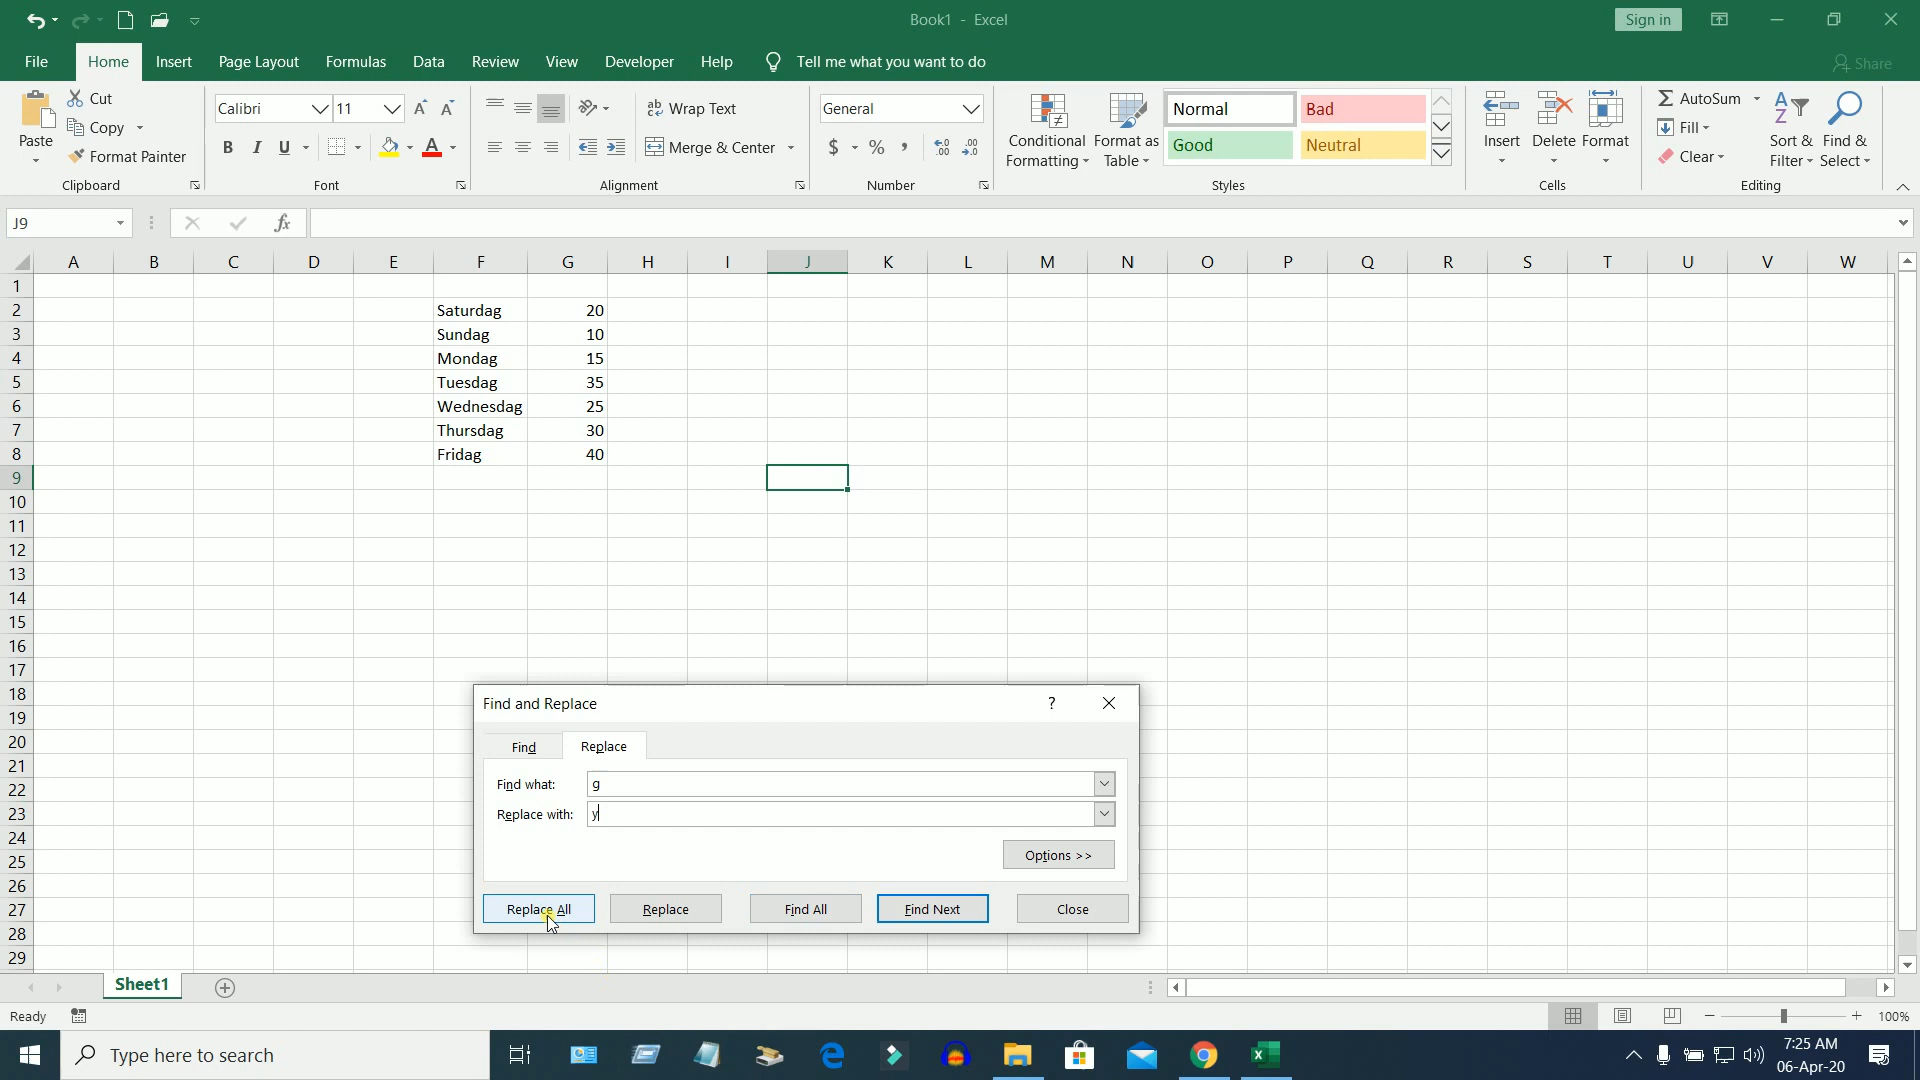 Book1 - Excel
Sign in
File Home Insert Page Layout Formulas Data Review View Developer Help Tell me what you want to do Share
Paste
Cut
Copy
Format Painter
Clipboard
Calibri 11
B I U A
Font
ab Wrap Text
Merge & Center
Alignment
General
$ % ,
Number
Conditional Formatting
Format as Table
Normal Bad
Good Neutral
Styles
Insert Delete Format
Cells
AutoSum
Fill
Clear
Sort & Filter
Find & Select
Editing
J9 fx
A B C D E F G H I J K L M N O P Q R S T U V W
1
2 Saturdag 20
3 Sundag 10
4 Mondag 15
5 Tuesdag 35
6 Wednesdag 25
7 Thursdag 30
8 Fridag 40
9
10
11
12
13
14
15
16
17
18
19
20
21
22
23
24
25
26
27
28
29
Find and Replace ?
Find Replace
Find what: g
Replace with: y
Options >>
Replace All Replace Find All Find Next Close
Sheet1
Ready 100%
Type here to search
7:25 AM
06-Apr-20